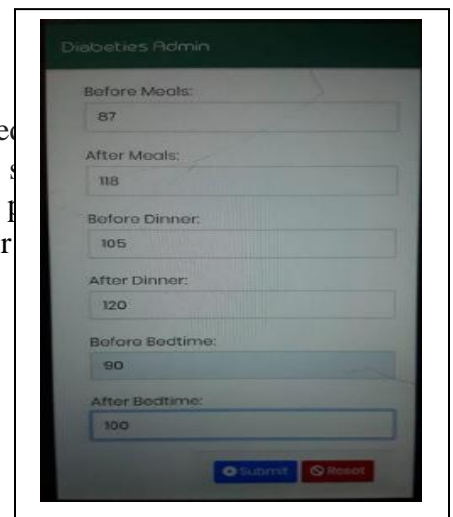 Diabeties Admin
Before Meals:
87
After Meals:
118
Before Dinner:
105
After Dinner:
120
Before Bedtime:
90
After Bedtime:
100
Submit
Reset